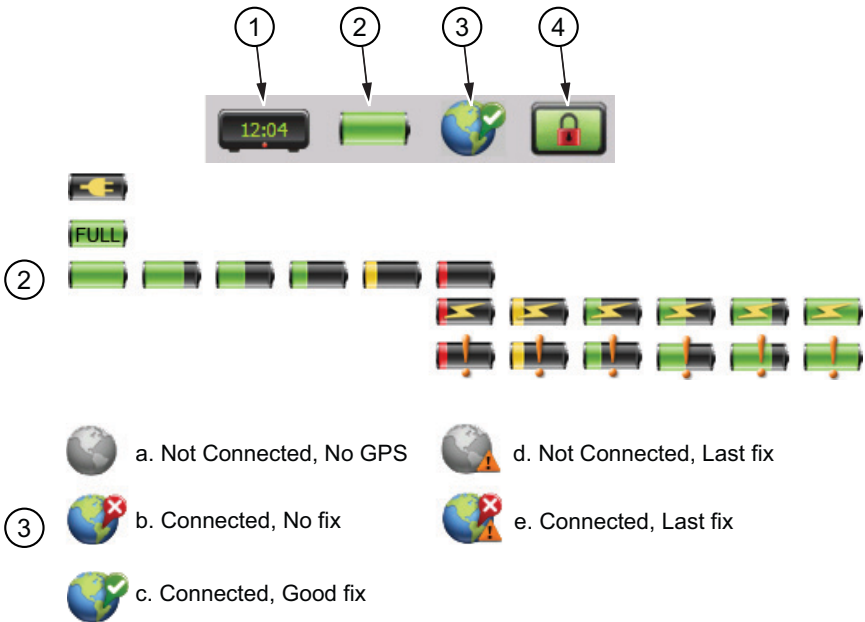 1 2 3 4
12:04
FULL
2
a. Not Connected, No GPS
d. Not Connected, Last fix
3
b. Connected, No fix
e. Connected, Last fix
c. Connected, Good fix